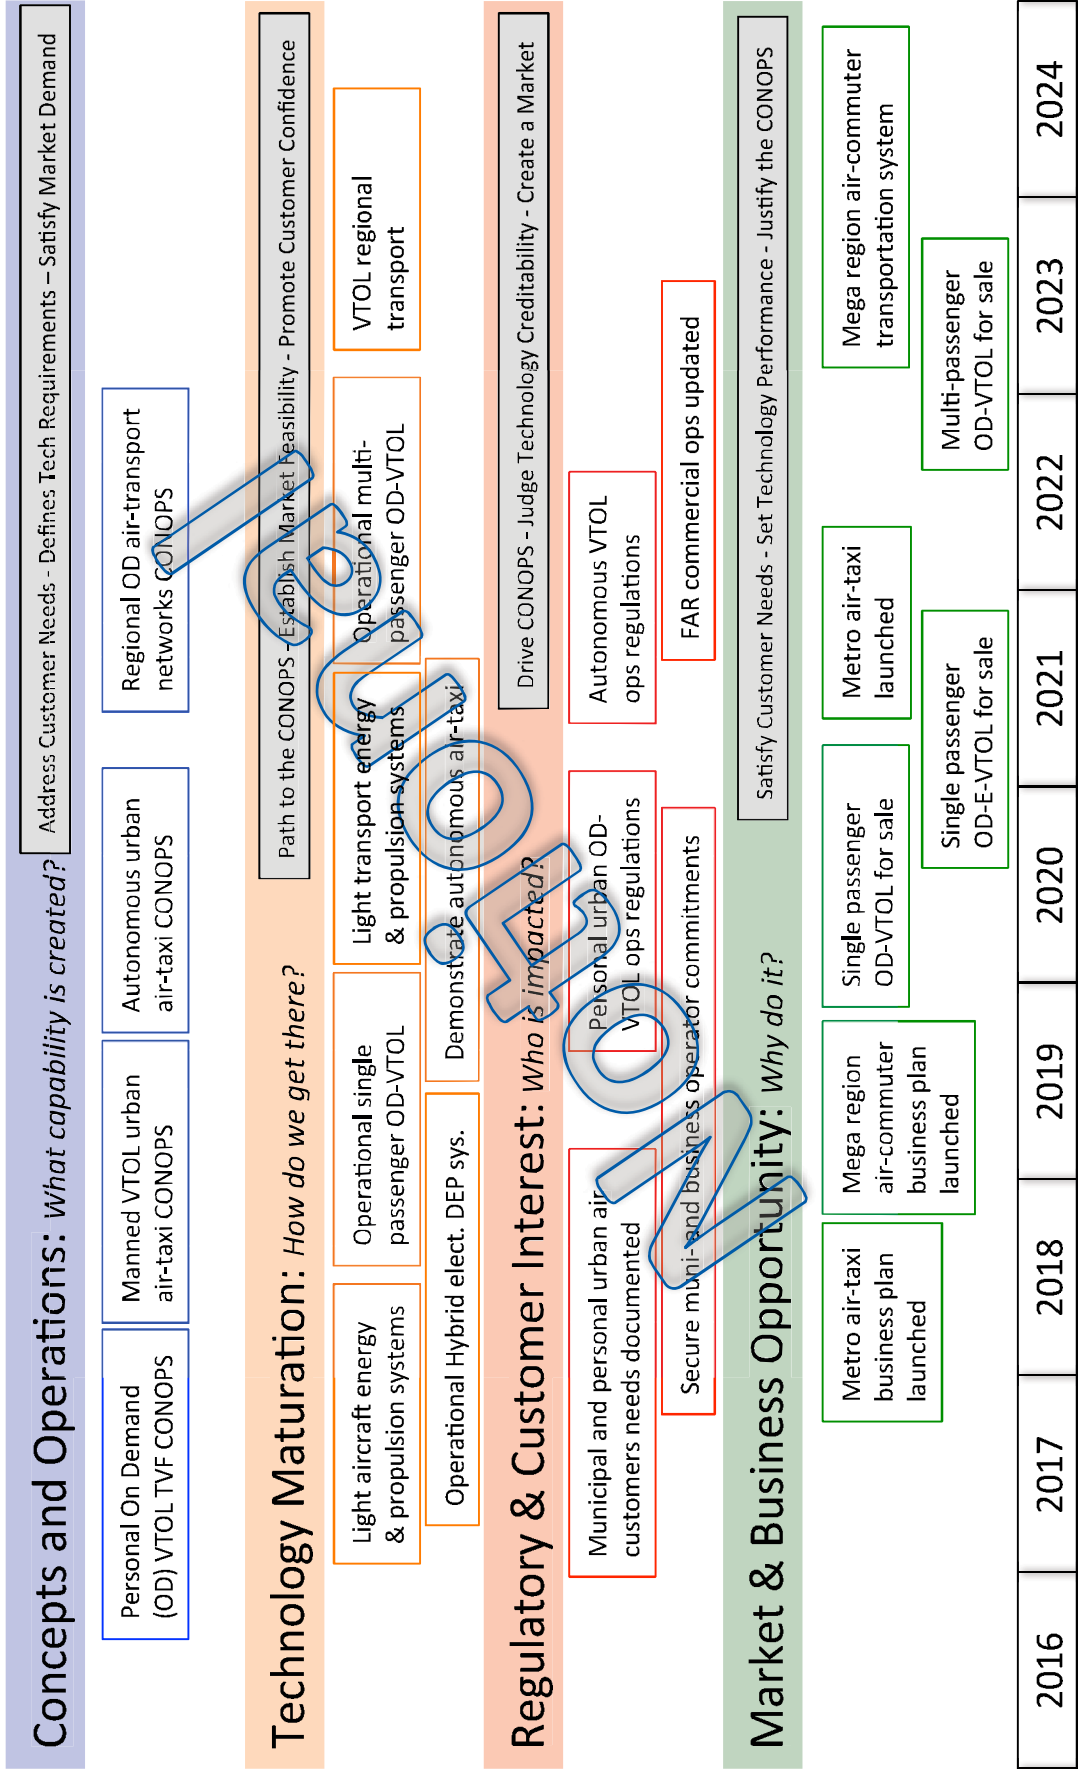 Concepts and Operations: What capability is created?
Address Customer Needs - Defines Tech Requirements – Satisfy Market Demand
Personal On Demand
(OD) VTOL TVF CONOPS
Manned VTOL urban
air-taxi CONOPS
Autonomous urban
air-taxi CONOPS
Regional OD air-transport
networks CONOPS
Technology Maturation: How do we get there?
Path to the CONOPS - Establish Market Feasibility - Promote Customer Confidence
Light aircraft energy
& propulsion systems
Operational single
passenger OD-VTOL
Light transport energy
& propulsion systems
Operational multi-
passenger OD-VTOL
VTOL regional
transport
Operational Hybrid elect. DEP sys.
Demonstrate autonomous air-taxi
Regulatory & Customer Interest: Who is impacted?
Drive CONOPS - Judge Technology Creditability - Create a Market
Municipal and personal urban air
customers needs documented
Personal urban OD-
VTOL ops regulations
Autonomous VTOL
ops regulations
Secure muni- and business operator commitments
FAR commercial ops updated
Market & Business Opportunity: Why do it?
Satisfy Customer Needs - Set Technology Performance - Justify the CONOPS
Metro air-taxi
business plan
launched
Mega region
air-commuter
business plan
launched
Single passenger
OD-VTOL for sale
Metro air-taxi
launched
Mega region air-commuter
transportation system
Single passenger
OD-E-VTOL for sale
Multi-passenger
OD-VTOL for sale
2016 2017 2018 2019 2020 2021 2022 2023 2024
Notional